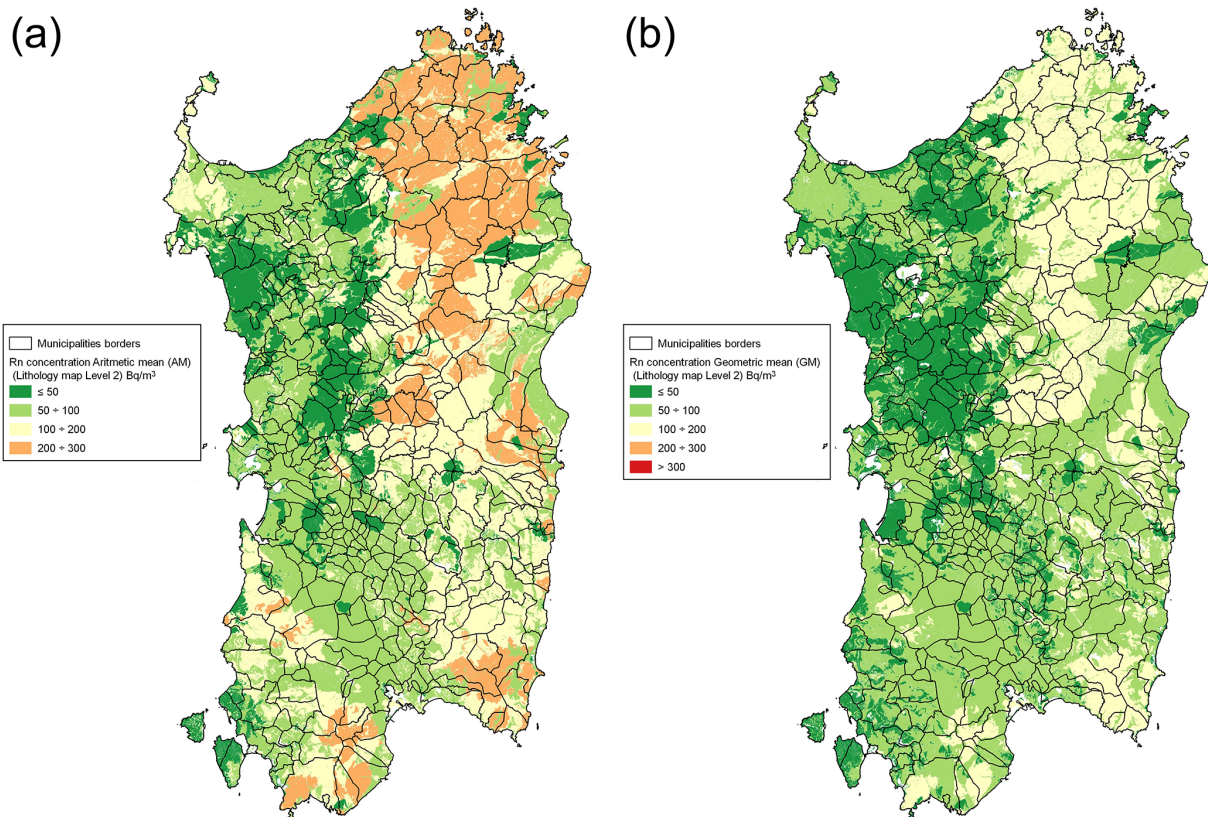 (a)
Municipalities borders
Rn concentration Aritmetic mean (AM)
(Lithology map Level 2) Bq/m³
≤ 50
50 ÷ 100
100 ÷ 200
200 ÷ 300
(b)
Municipalities borders
Rn concentration Geometric mean (GM)
(Lithology map Level 2) Bq/m³
≤ 50
50 ÷ 100
100 ÷ 200
200 ÷ 300
> 300